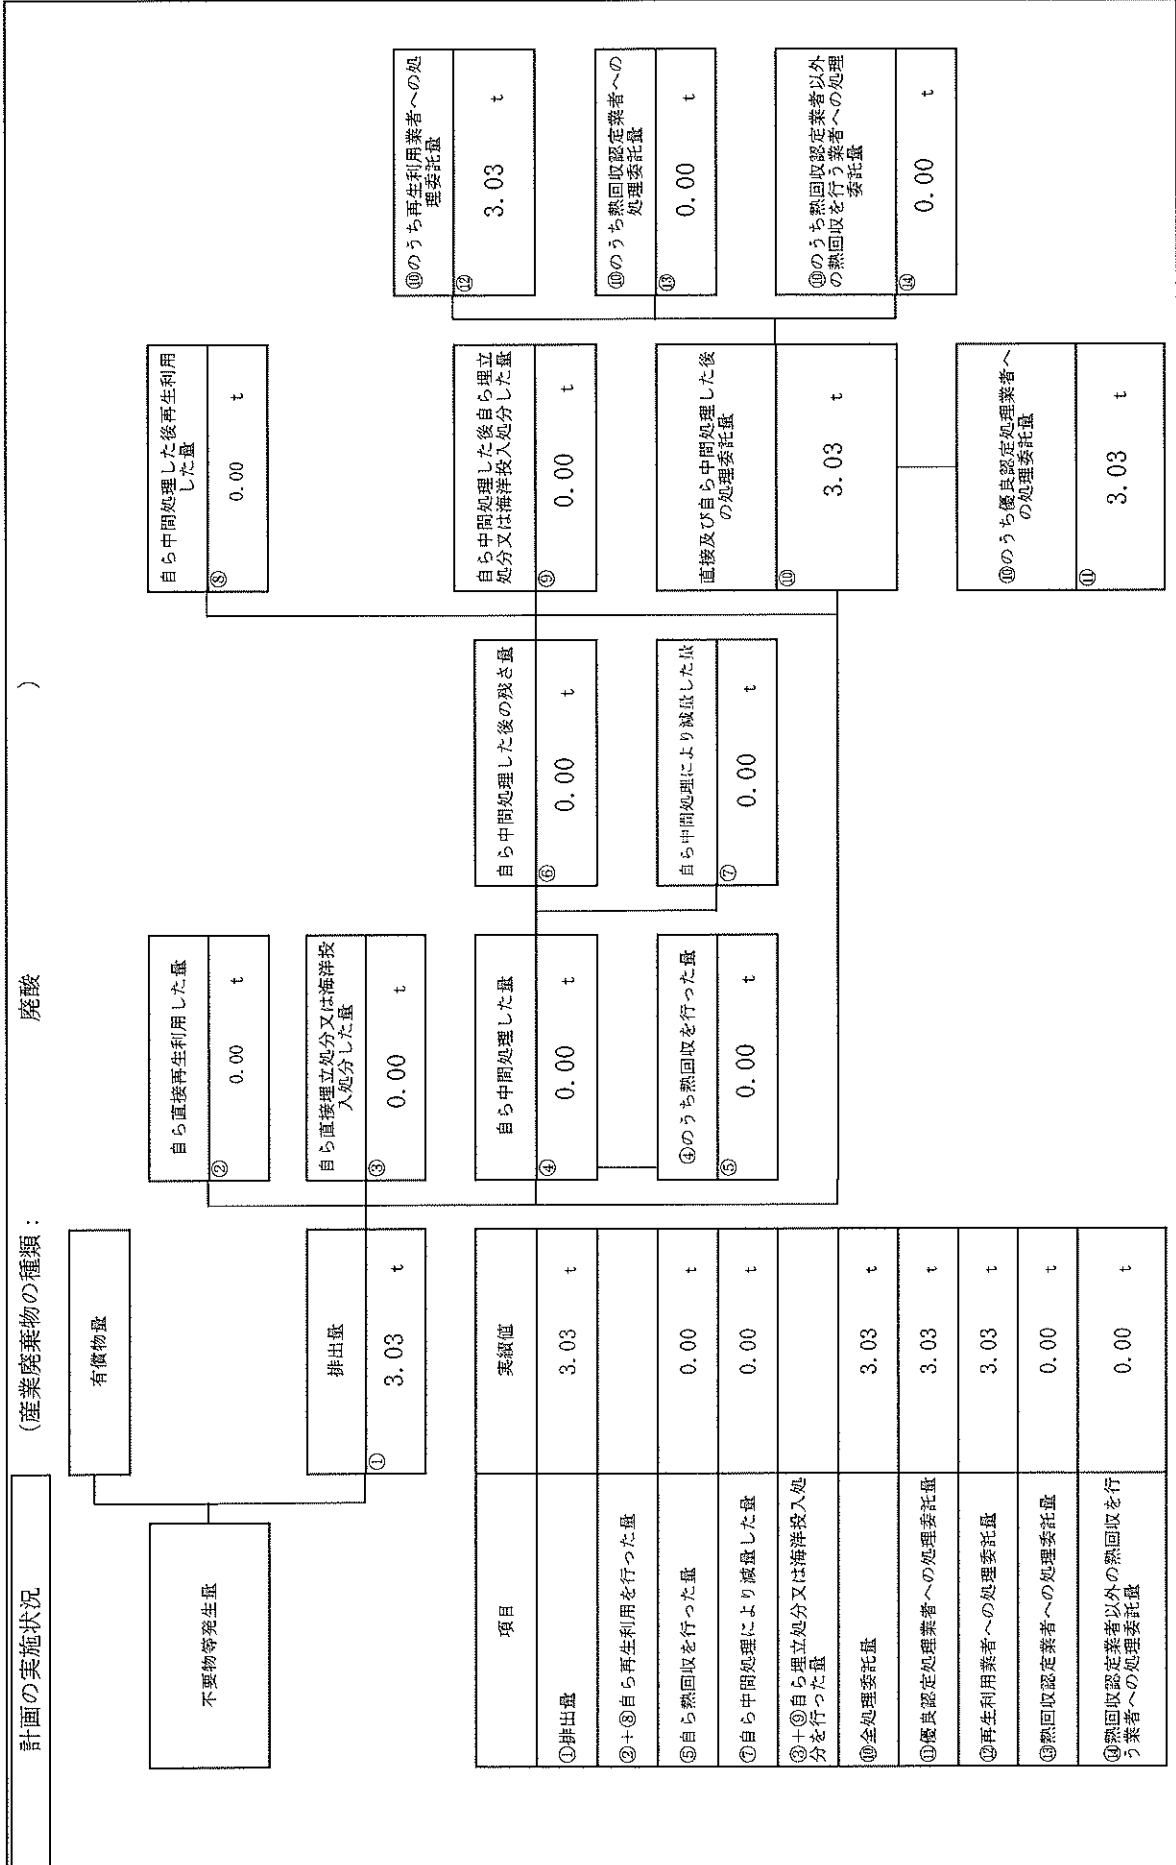 計画の実施状況
(産業廃棄物の種類：
廃酸
)
不要物等発生量
有償物量
排出量
① 3.03 t
自ら直接再生利用した量
② 0.00 t
自ら直接埋立処分又は海洋投
入処分した量
③ 0.00 t
自ら中間処理した量
④ 0.00 t
④のうち熱回収を行った量
⑤ 0.00 t
自ら中間処理した後の残さ量
⑥ 0.00 t
自ら中間処理により減量した量
⑦ 0.00 t
自ら中間処理した後再生利用
した量
⑧ 0.00 t
自ら中間処理した後自ら埋立
処分又は海洋投入処分した量
⑨ 0.00 t
直接及び自ら中間処理した後
の処理委託量
⑩ 3.03 t
⑩のうち優良認定処理業者へ
の処理委託量
⑪ 3.03 t
⑩のうち再生利用業者への処
理委託量
⑫ 3.03 t
⑩のうち熱回収認定業者への
処理委託量
⑬ 0.00 t
⑩のうち熱回収認定業者以外
の熱回収を行う業者への処理
委託量
⑭ 0.00 t
項目 実績値
①排出量 3.03 t
②+⑧自ら再生利用を行った量
⑤自ら熱回収を行った量 0.00 t
⑦自ら中間処理により減量した量 0.00 t
③+⑨自ら埋立処分又は海洋投入処
分を行った量
⑩全処理委託量 3.03 t
⑪優良認定処理業者への処理委託量 3.03 t
⑫再生利用業者への処理委託量 3.03 t
⑬熱回収認定業者への処理委託量 0.00 t
⑭熱回収認定業者以外の熱回収を行
う業者への処理委託量 0.00 t